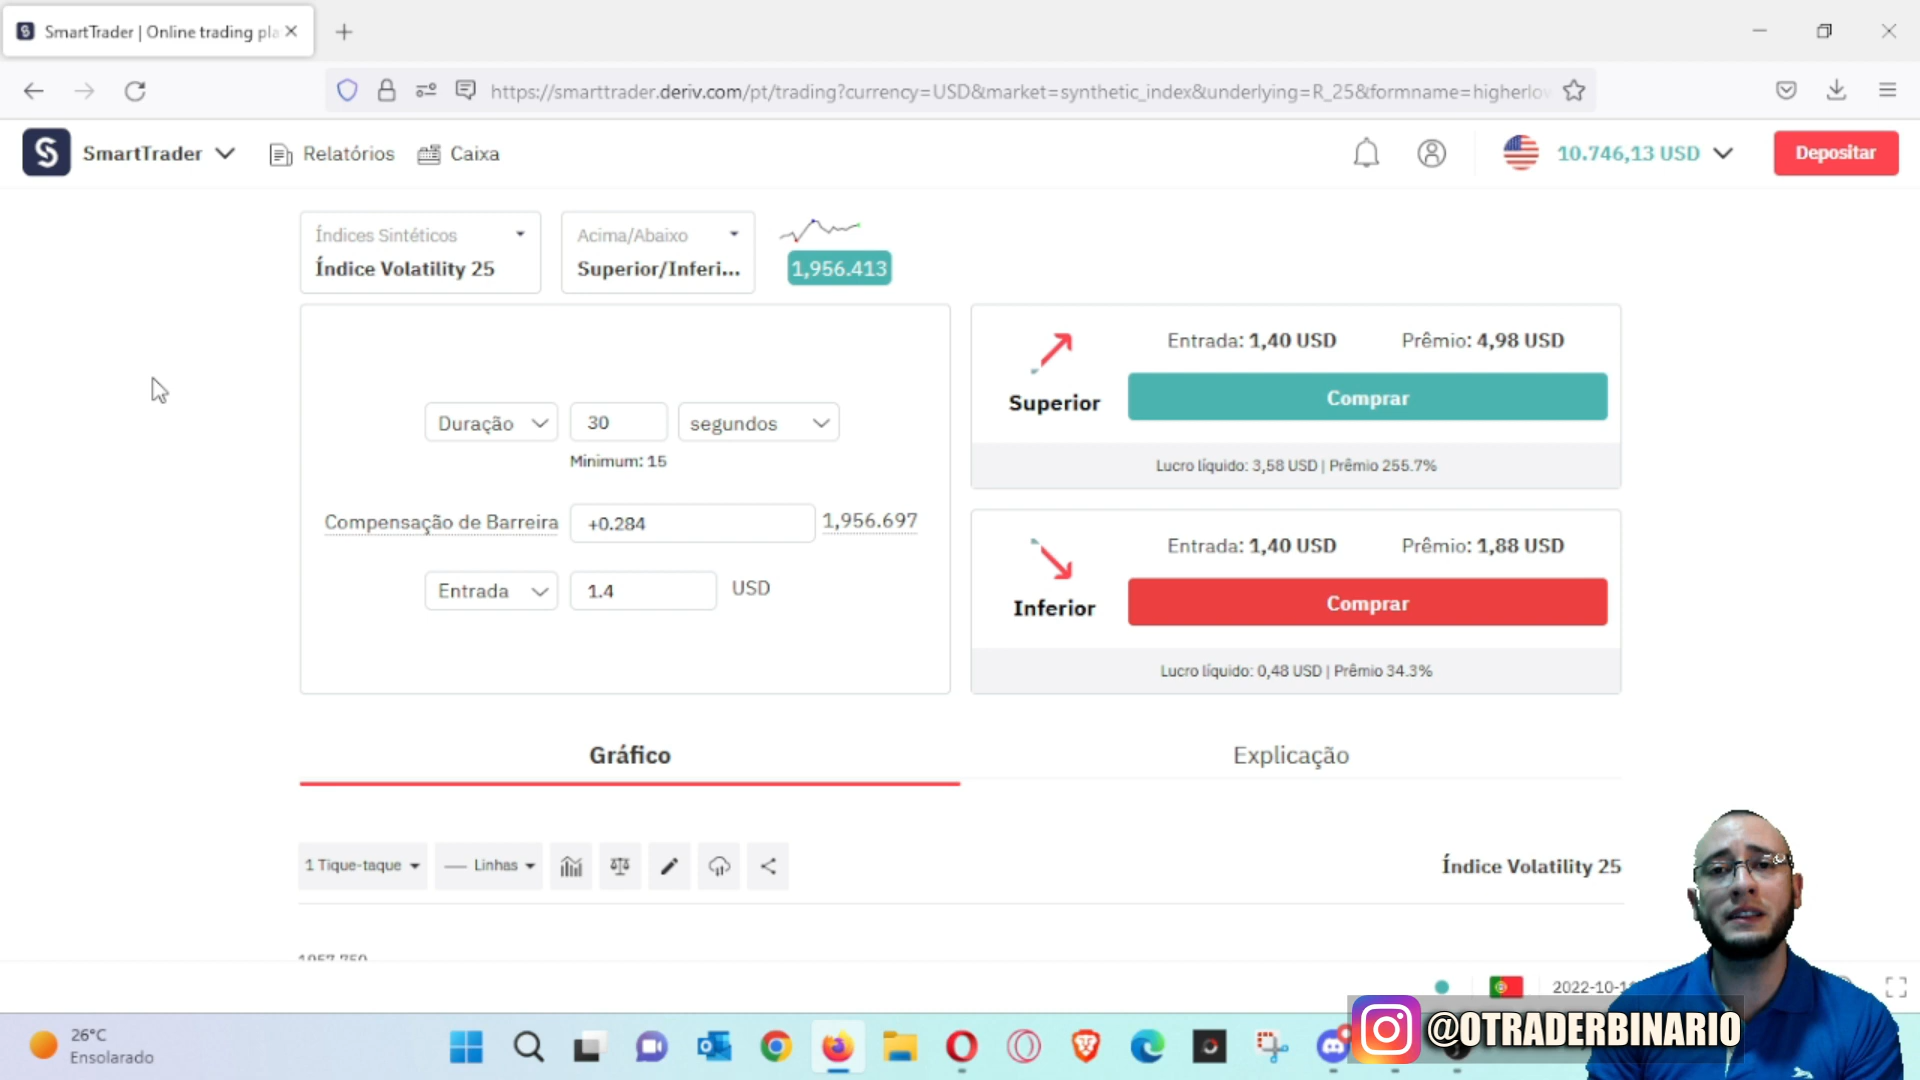 SmartTrader | Online trading pla
https://smarttrader.deriv.com/pt/trading?currency=USD&market=synthetic_index&underlying=R_25&formname=higherlow
SmartTrader
Relatórios
Caixa
10.746,13 USD
Depositar
Índices Sintéticos
Índice Volatility 25
Acima/Abaixo
Superior/Inferi...
1,956.413
Duração
30
segundos
Minimum: 15
Compensação de Barreira
+0.284
1,956.697
Entrada
1.4
USD
Entrada: 1,40 USD
Prêmio: 4,98 USD
Superior
Comprar
Lucro líquido: 3,58 USD | Prêmio 255.7%
Entrada: 1,40 USD
Prêmio: 1,88 USD
Inferior
Comprar
Lucro líquido: 0,48 USD | Prêmio 34.3%
Gráfico
Explicação
1 Tique-taque
Linhas
Índice Volatility 25
1957.750
2022-10-1
26°C
Ensolarado
@OTRADERBINARIO